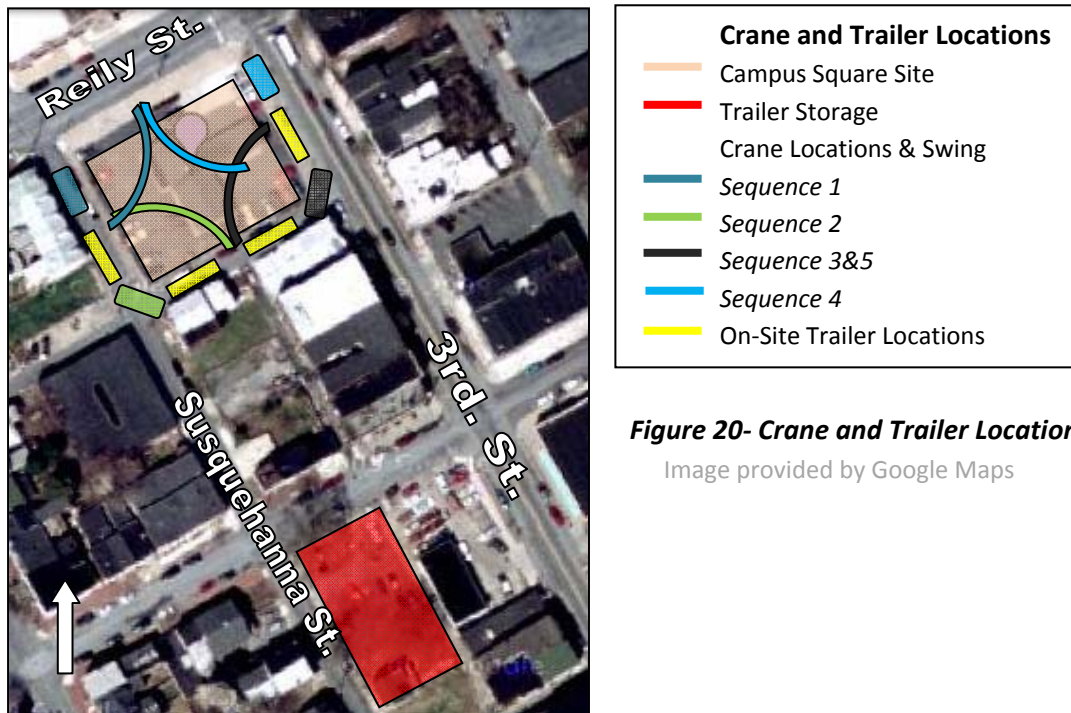 Reily St.
3rd. St.
Susquehanna St.
Crane and Trailer Locations
Campus Square Site
Trailer Storage
Crane Locations & Swing
Sequence 1
Sequence 2
Sequence 3&5
Sequence 4
On-Site Trailer Locations
Figure 20- Crane and Trailer Location
Image provided by Google Maps